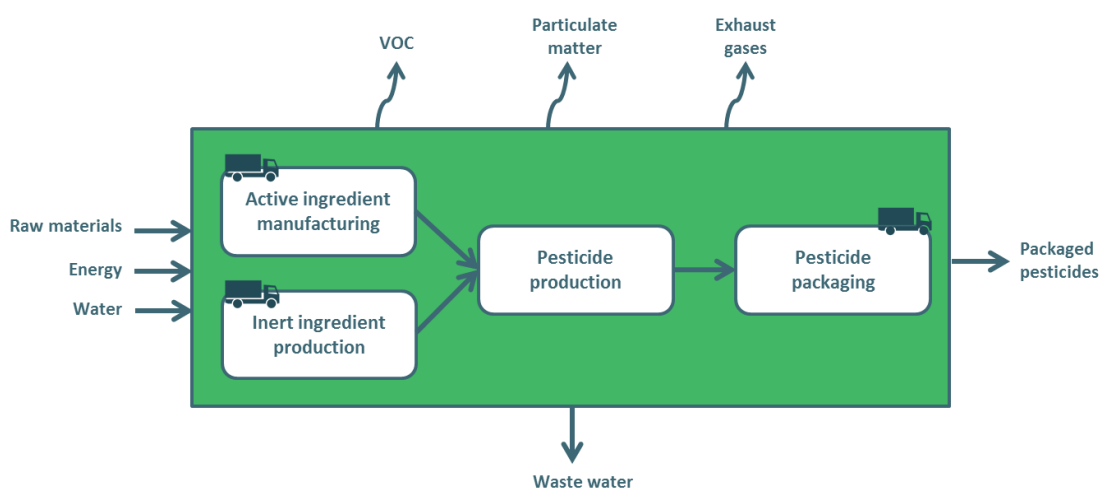 VOC
Particulate
matter
Exhaust
gases
Raw materials
Energy
Water
Active ingredient
manufacturing
Inert ingredient
production
Pesticide
production
Pesticide
packaging
Packaged
pesticides
Waste water